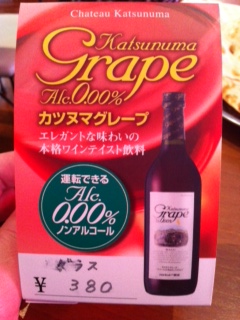 Chateau Katsunuma
Katsunuma
Grape
Alc.0.00%
カツヌマグレープ
エレガントな味わいの
本格ワインテイスト飲料
運転できる
Alc.
0.00%
ノンアルコール
グラス
¥ 380
Katsunuma
Grape